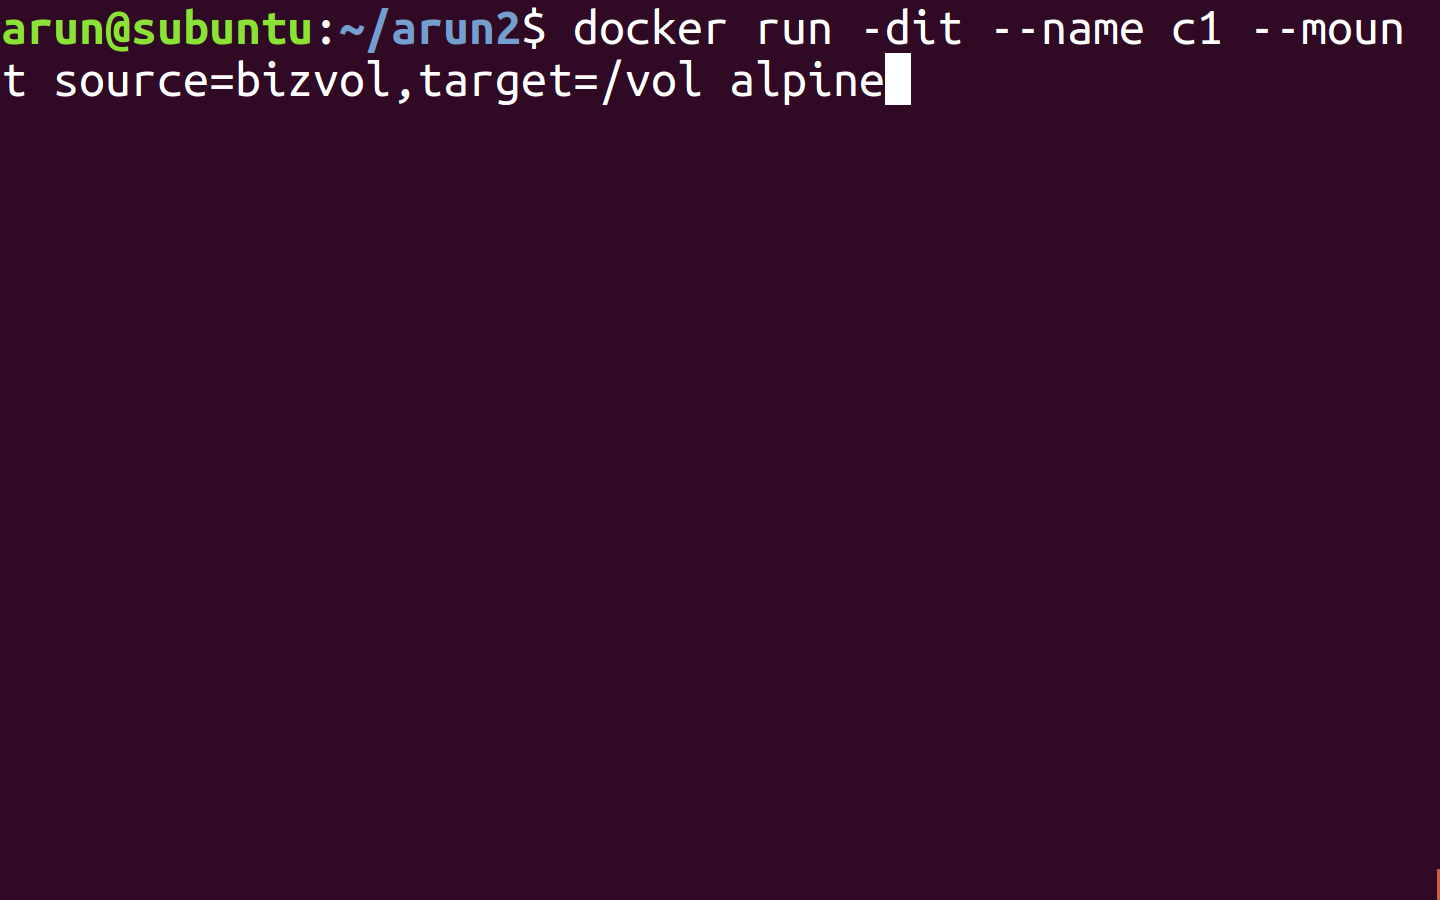 arun@subuntu:~/arun2$ docker run -dit --name c1 --moun
t source=bizvol,target=/vol alpine